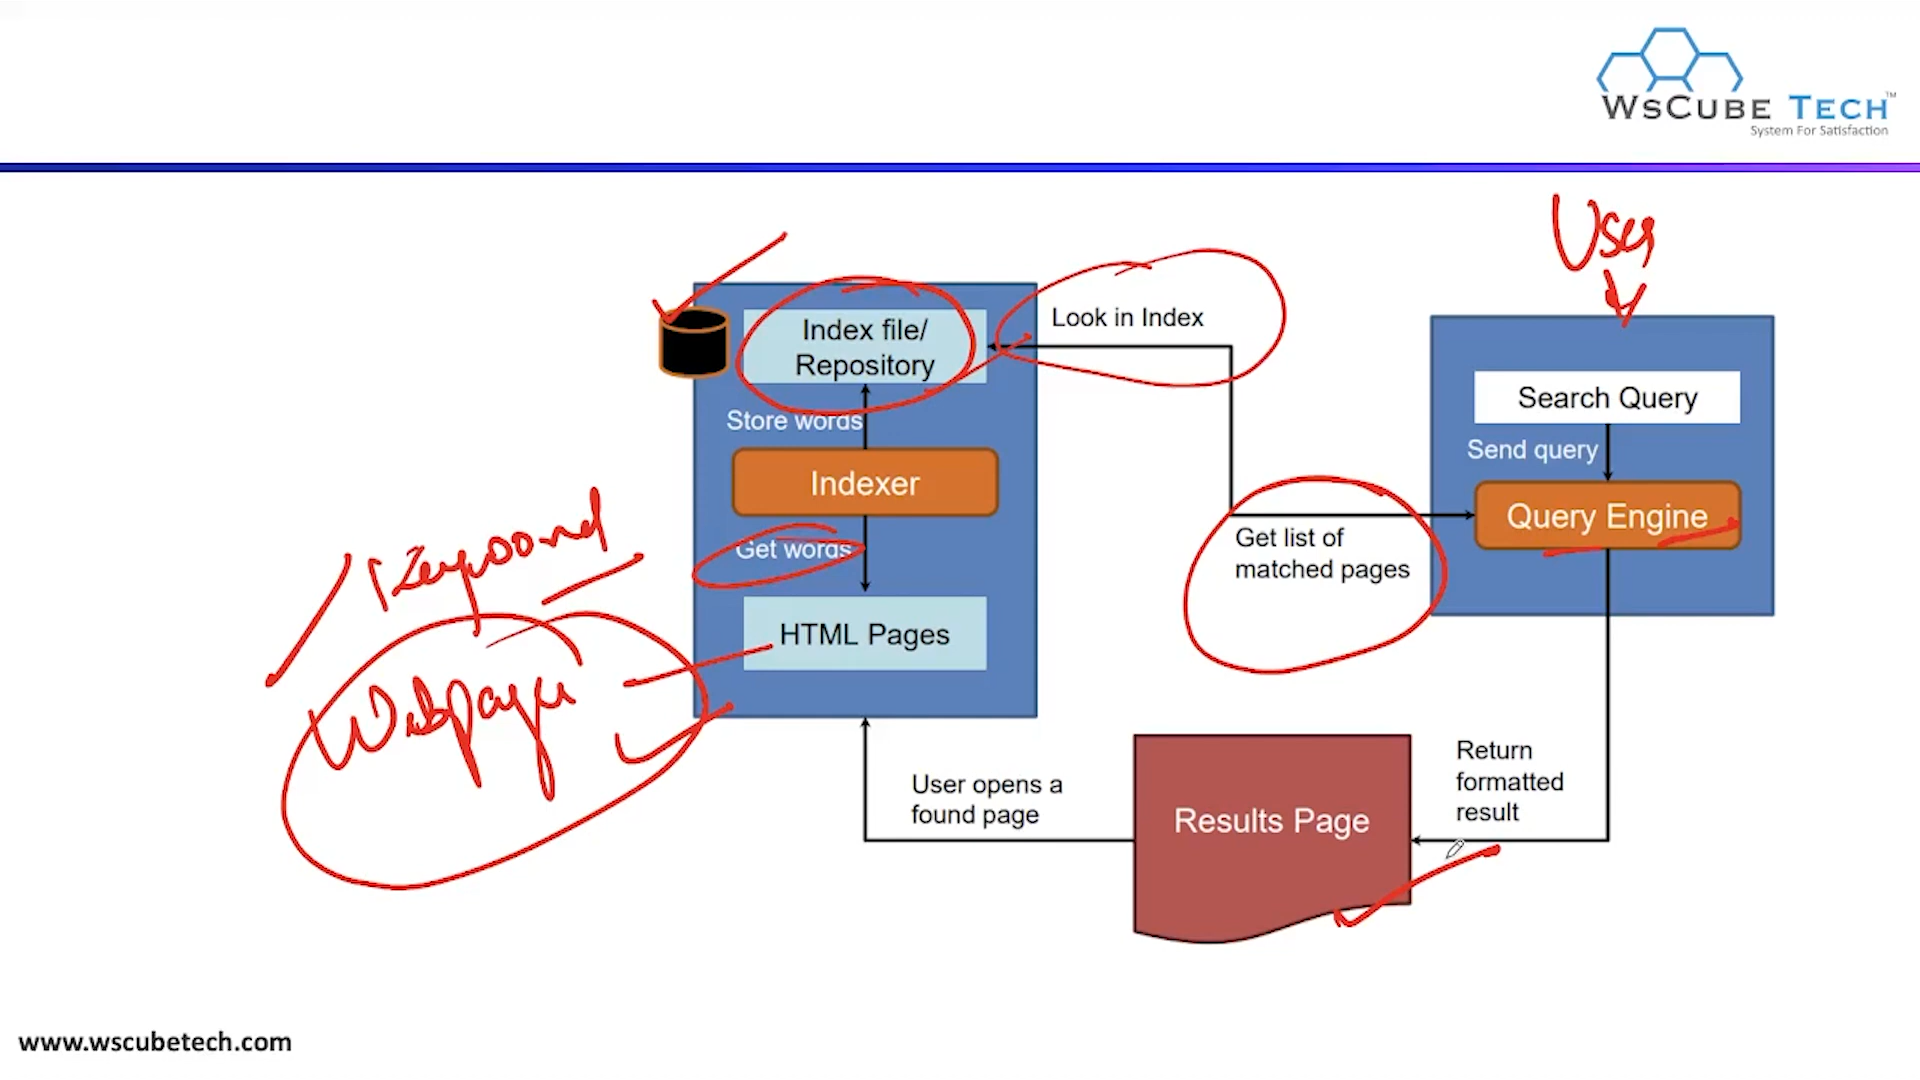 WSCUBE TECH™
System For Satisfaction
User
Index file/
Repository
Look in Index
Store words
Indexer
Get words
HTML Pages
Keyword
Webpage
Search Query
Send query
Query Engine
Get list of
matched pages
Return
formatted
result
Results Page
User opens a
found page
www.wscubetech.com